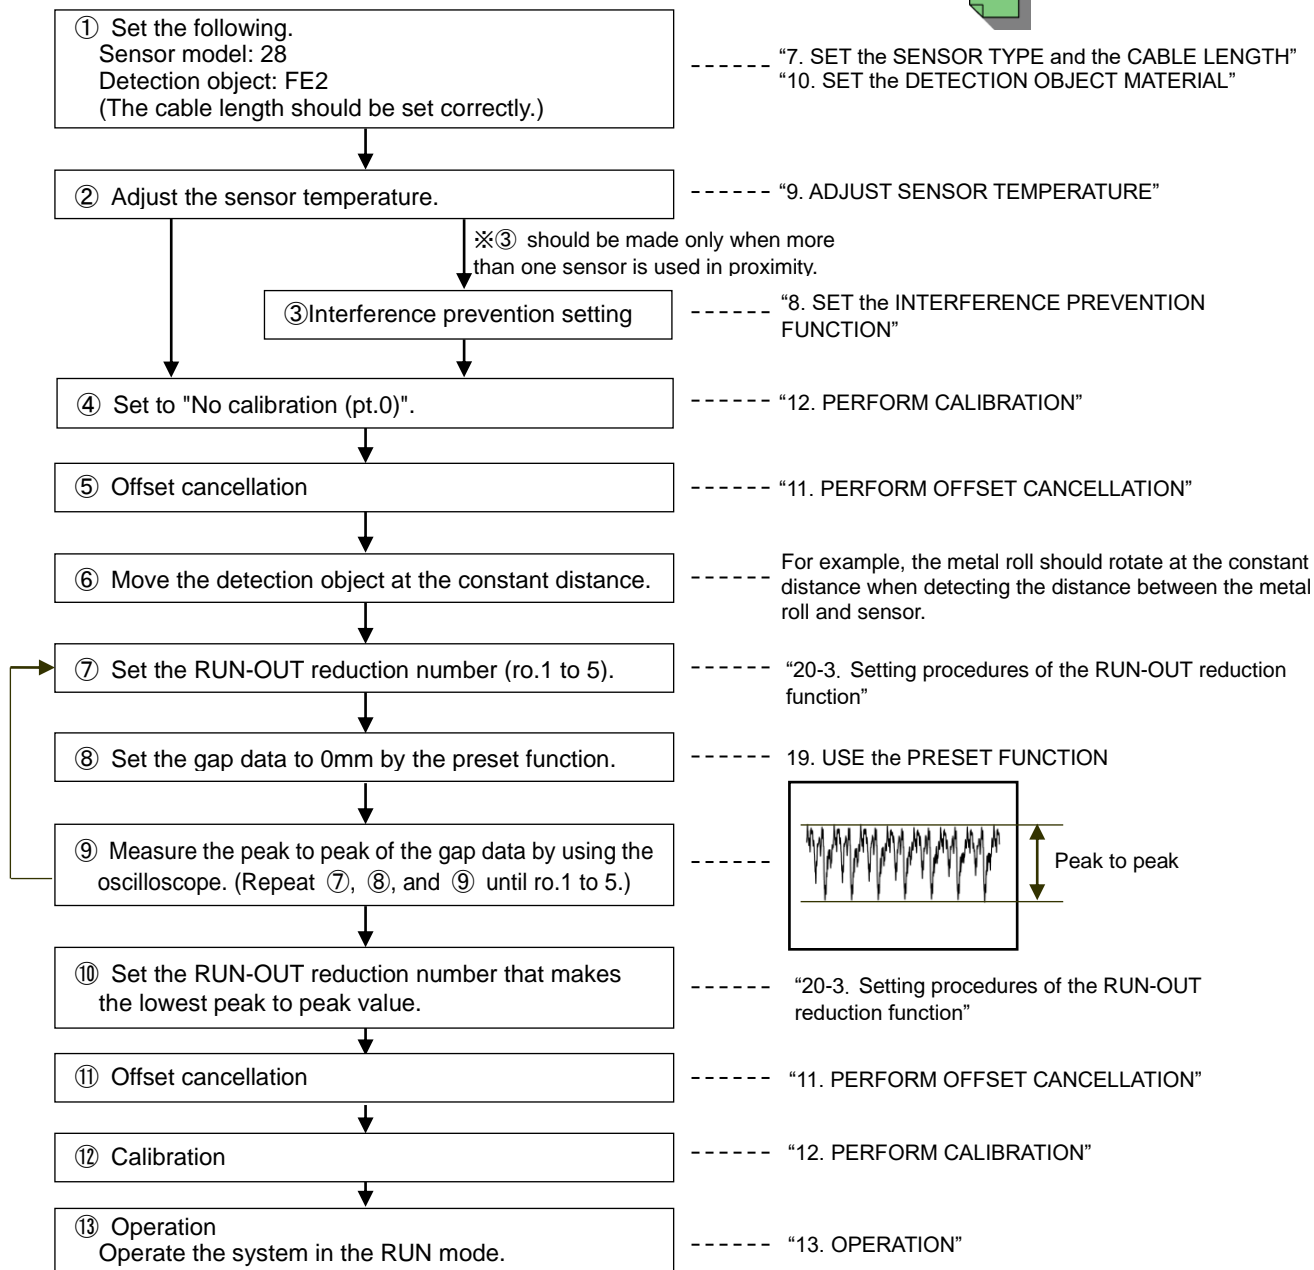 ① Set the following.
Sensor model: 28
Detection object: FE2
(The cable length should be set correctly.)
“7. SET the SENSOR TYPE and the CABLE LENGTH”
“10. SET the DETECTION OBJECT MATERIAL”
② Adjust the sensor temperature.
“9. ADJUST SENSOR TEMPERATURE”
※③ should be made only when more
than one sensor is used in proximity.
③Interference prevention setting
“8. SET the INTERFERENCE PREVENTION
FUNCTION”
④ Set to "No calibration (pt.0)".
“12. PERFORM CALIBRATION”
⑤ Offset cancellation
“11. PERFORM OFFSET CANCELLATION”
⑥ Move the detection object at the constant distance.
For example, the metal roll should rotate at the constant
distance when detecting the distance between the metal
roll and sensor.
⑦ Set the RUN-OUT reduction number (ro.1 to 5).
“20-3. Setting procedures of the RUN-OUT reduction
function”
⑧ Set the gap data to 0mm by the preset function.
19. USE the PRESET FUNCTION
⑨ Measure the peak to peak of the gap data by using the
oscilloscope. (Repeat ⑦, ⑧, and ⑨ until ro.1 to 5.)
Peak to peak
⑩ Set the RUN-OUT reduction number that makes
the lowest peak to peak value.
“20-3. Setting procedures of the RUN-OUT
reduction function”
⑪ Offset cancellation
“11. PERFORM OFFSET CANCELLATION”
⑫ Calibration
“12. PERFORM CALIBRATION”
⑬ Operation
Operate the system in the RUN mode.
“13. OPERATION”